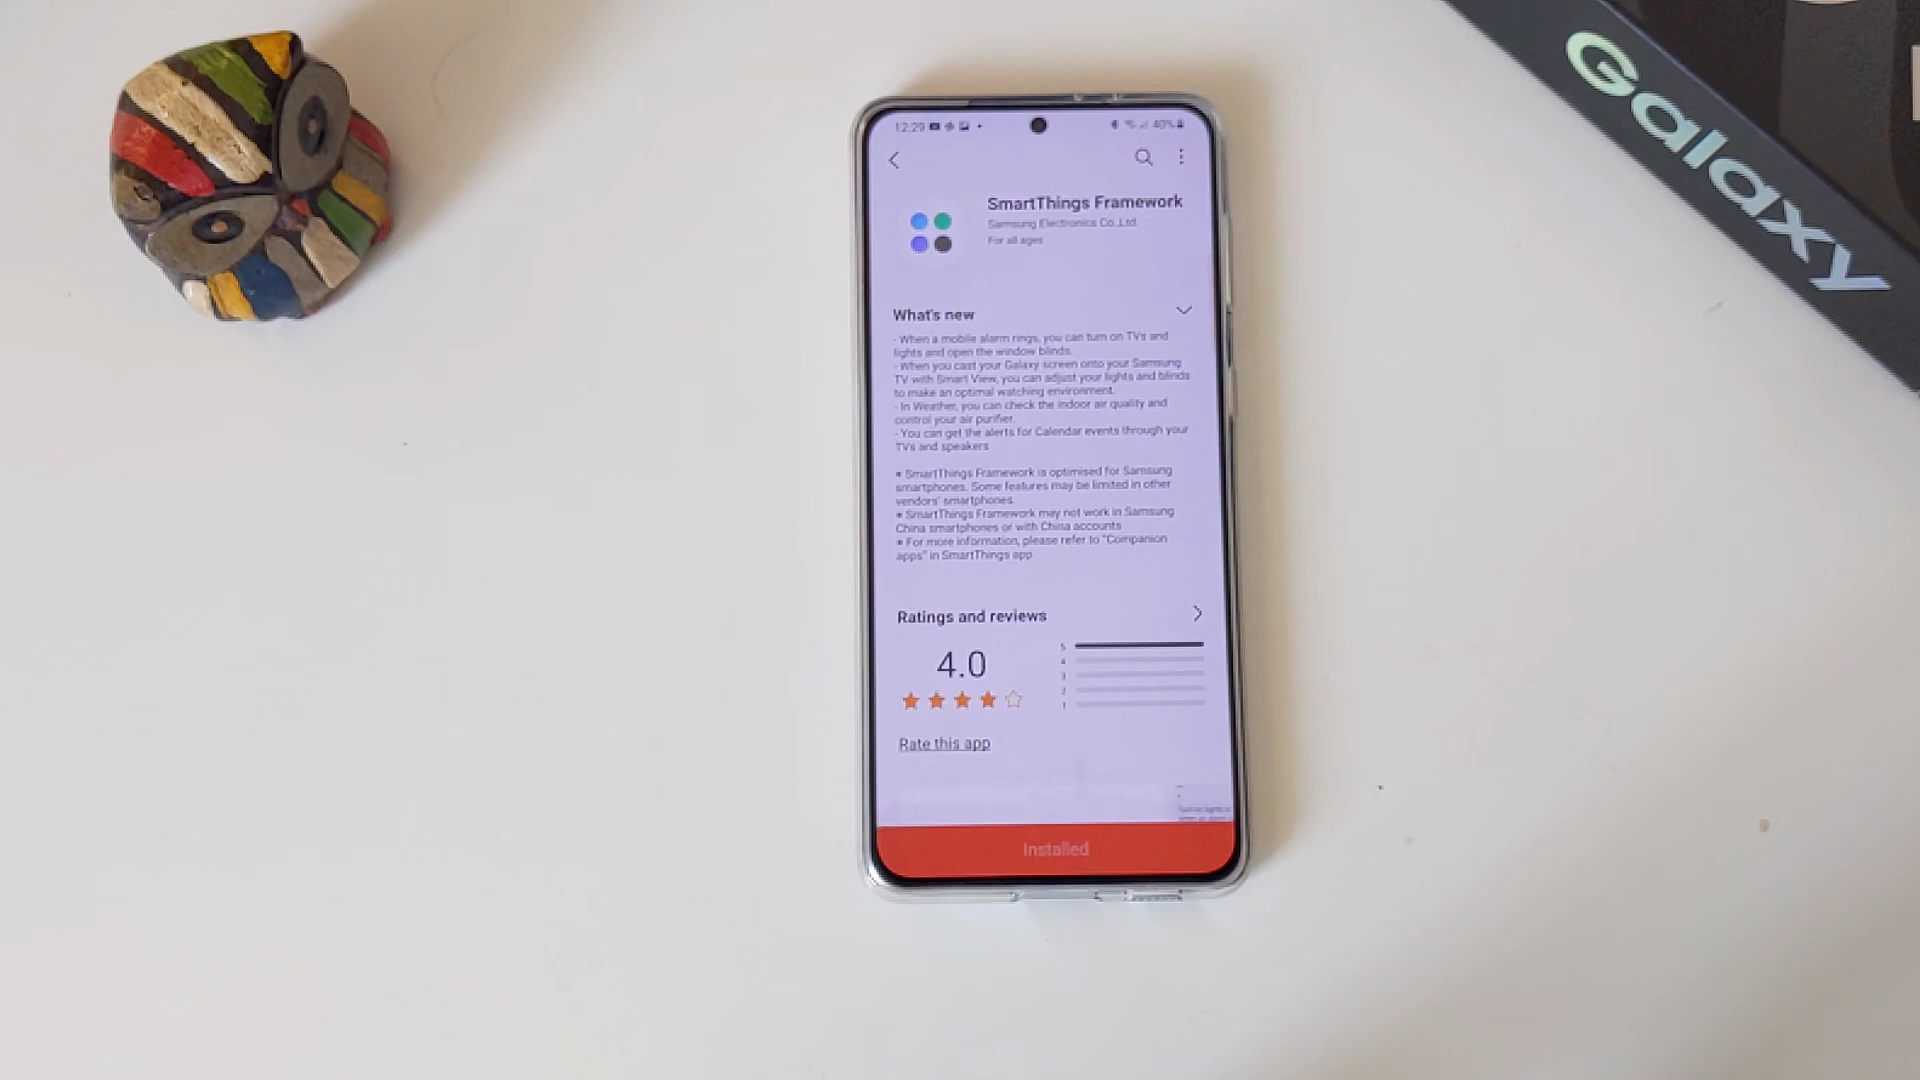 Galaxy
12:29
40%
SmartThings Framework
Samsung Electronics Co.,Ltd.
For all ages
What's new
- When a mobile alarm rings, you can turn on TVs and
lights and open the window blinds.
- When you cast your Galaxy screen onto your Samsung
TV with Smart View, you can adjust your lights and blinds
to make an optimal watching environment.
- In Weather, you can check the indoor air quality and
control your air purifier.
- You can get the alerts for Calendar events through your
TVs and speakers
※ SmartThings Framework is optimised for Samsung
smartphones. Some features may be limited in other
vendors' smartphones
※ SmartThings Framework may not work in Samsung
China smartphones or with China accounts
※ For more information, please refer to "Companion
apps" in SmartThings app
Ratings and reviews
4.0
5
4
3
2
1
Rate this app
Installed